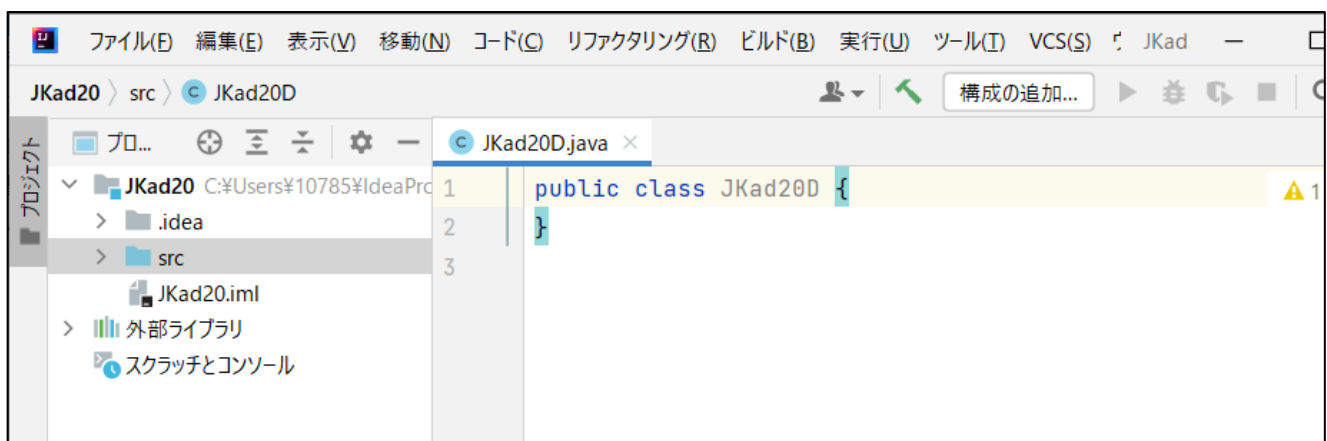 ファイル(F) 編集(E) 表示(V) 移動(N) コード(C) リファクタリング(R) ビルド(B) 実行(U) ツール(T) VCS(S) JKad
JKad20 〉 src 〉 JKad20D 構成の追加...
プロジェクト
プロ...
JKad20D.java
JKad20 C:¥Users¥10785¥IdeaPro
1 public class JKad20D {
1
.idea
2 }
src
3
JKad20.iml
外部ライブラリ
スクラッチとコンソール